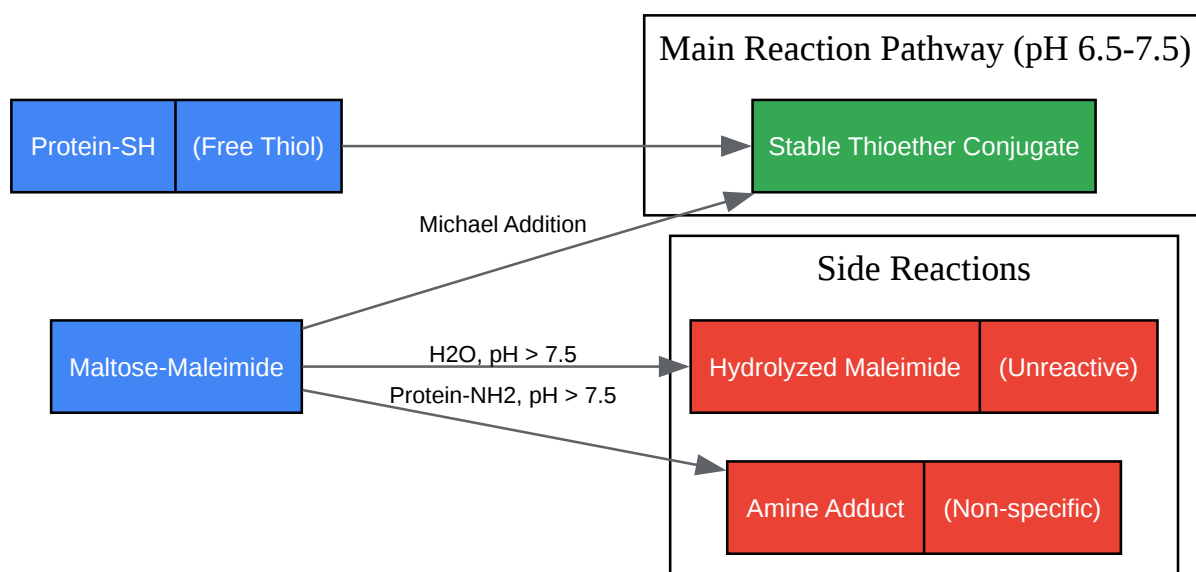 Main Reaction Pathway (pH 6.5-7.5)
Protein-SH
(Free Thiol)
Stable Thioether Conjugate
Michael Addition
Side Reactions
Maltose-Maleimide
H2O, pH > 7.5
Hydrolyzed Maleimide
(Unreactive)
Protein-NH2, pH > 7.5
Amine Adduct
(Non-specific)